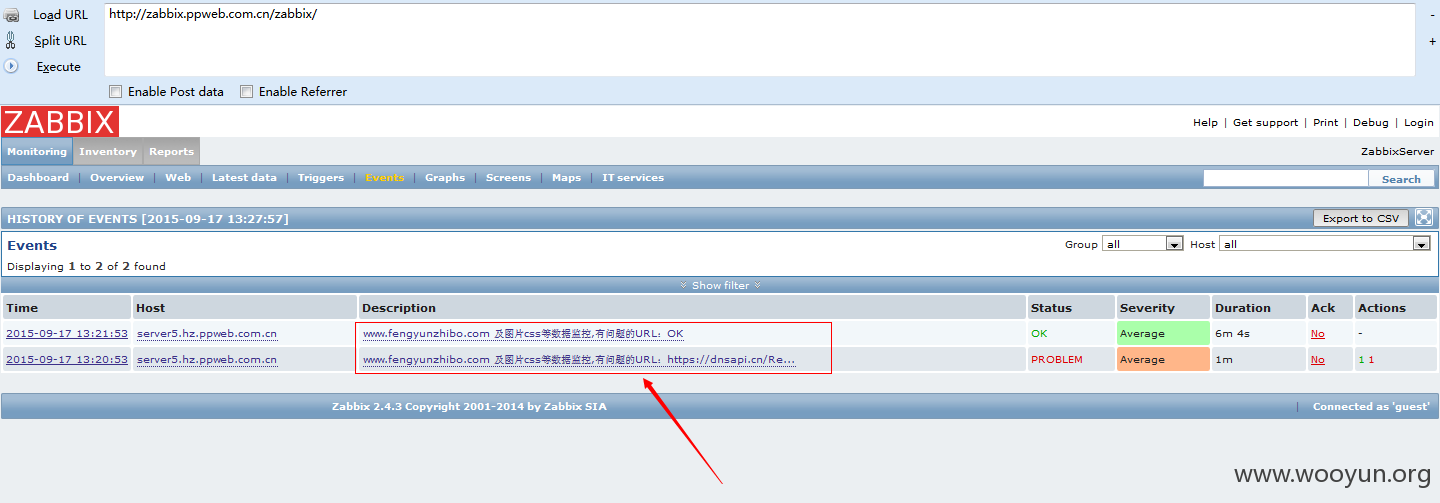 Load URL
http://zabbix.ppweb.com.cn/zabbix/
-
Split URL
+
Execute
Enable Post data Enable Referrer
ZABBIX
Help | Get support | Print | Debug | Login
Monitoring Inventory Reports
ZabbixServer
Dashboard | Overview | Web | Latest data | Triggers | Events | Graphs | Screens | Maps | IT services
Search
HISTORY OF EVENTS [2015-09-17 13:27:57]
Export to CSV
Events
Group all Host all
Displaying 1 to 2 of 2 found
Show filter
Time Host Description Status Severity Duration Ack Actions
2015-09-17 13:21:53 server5.hz.ppweb.com.cn www.fengyunzhibo.com 及图片css等数据监控,有问题的URL: OK OK Average 6m 4s No -
2015-09-17 13:20:53 server5.hz.ppweb.com.cn www.fengyunzhibo.com 及图片css等数据监控,有问题的URL: https://dnsapi.cn/Re... PROBLEM Average 1m No 1 1
Zabbix 2.4.3 Copyright 2001-2014 by Zabbix SIA
| Connected as 'guest'
www.wooyun.org